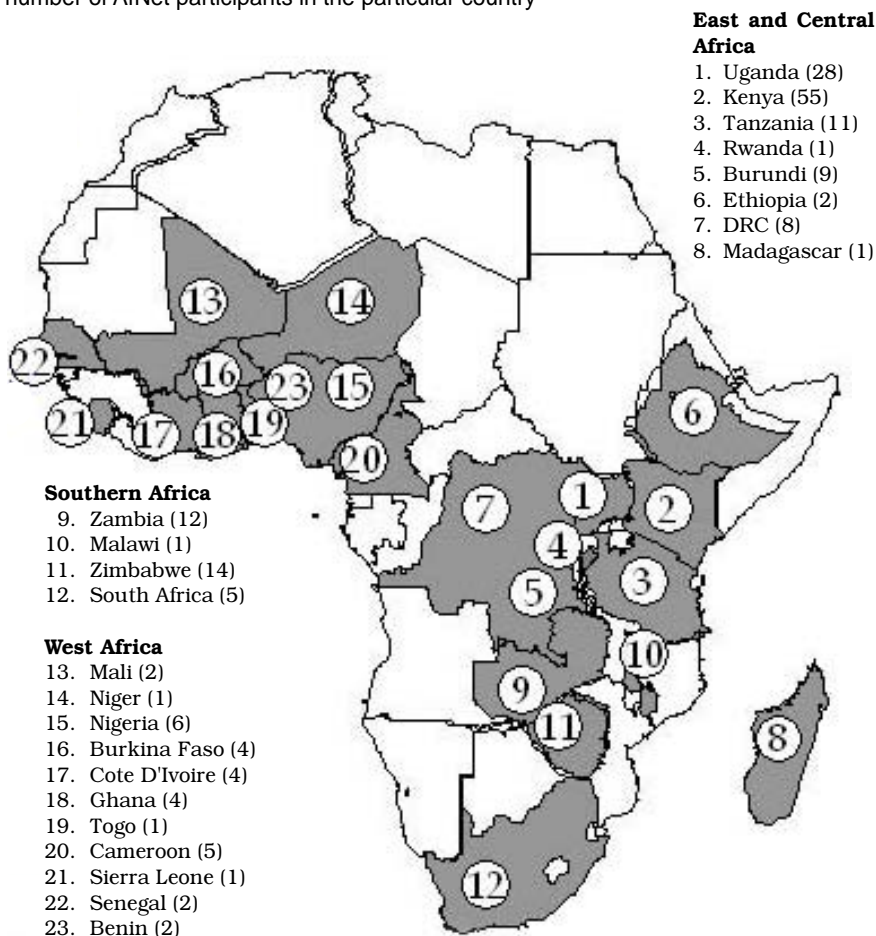 number of AfNet participants in the particular country
East and Central
Africa
1. Uganda (28)
2. Kenya (55)
3. Tanzania (11)
4. Rwanda (1)
5. Burundi (9)
6. Ethiopia (2)
7. DRC (8)
8. Madagascar (1)
13
14
22
16
23
15
6
21
17
18
19
20
1
2
7
4
3
5
10
9
11
8
12
Southern Africa
9. Zambia (12)
10. Malawi (1)
11. Zimbabwe (14)
12. South Africa (5)
West Africa
13. Mali (2)
14. Niger (1)
15. Nigeria (6)
16. Burkina Faso (4)
17. Cote D'Ivoire (4)
18. Ghana (4)
19. Togo (1)
20. Cameroon (5)
21. Sierra Leone (1)
22. Senegal (2)
23. Benin (2)